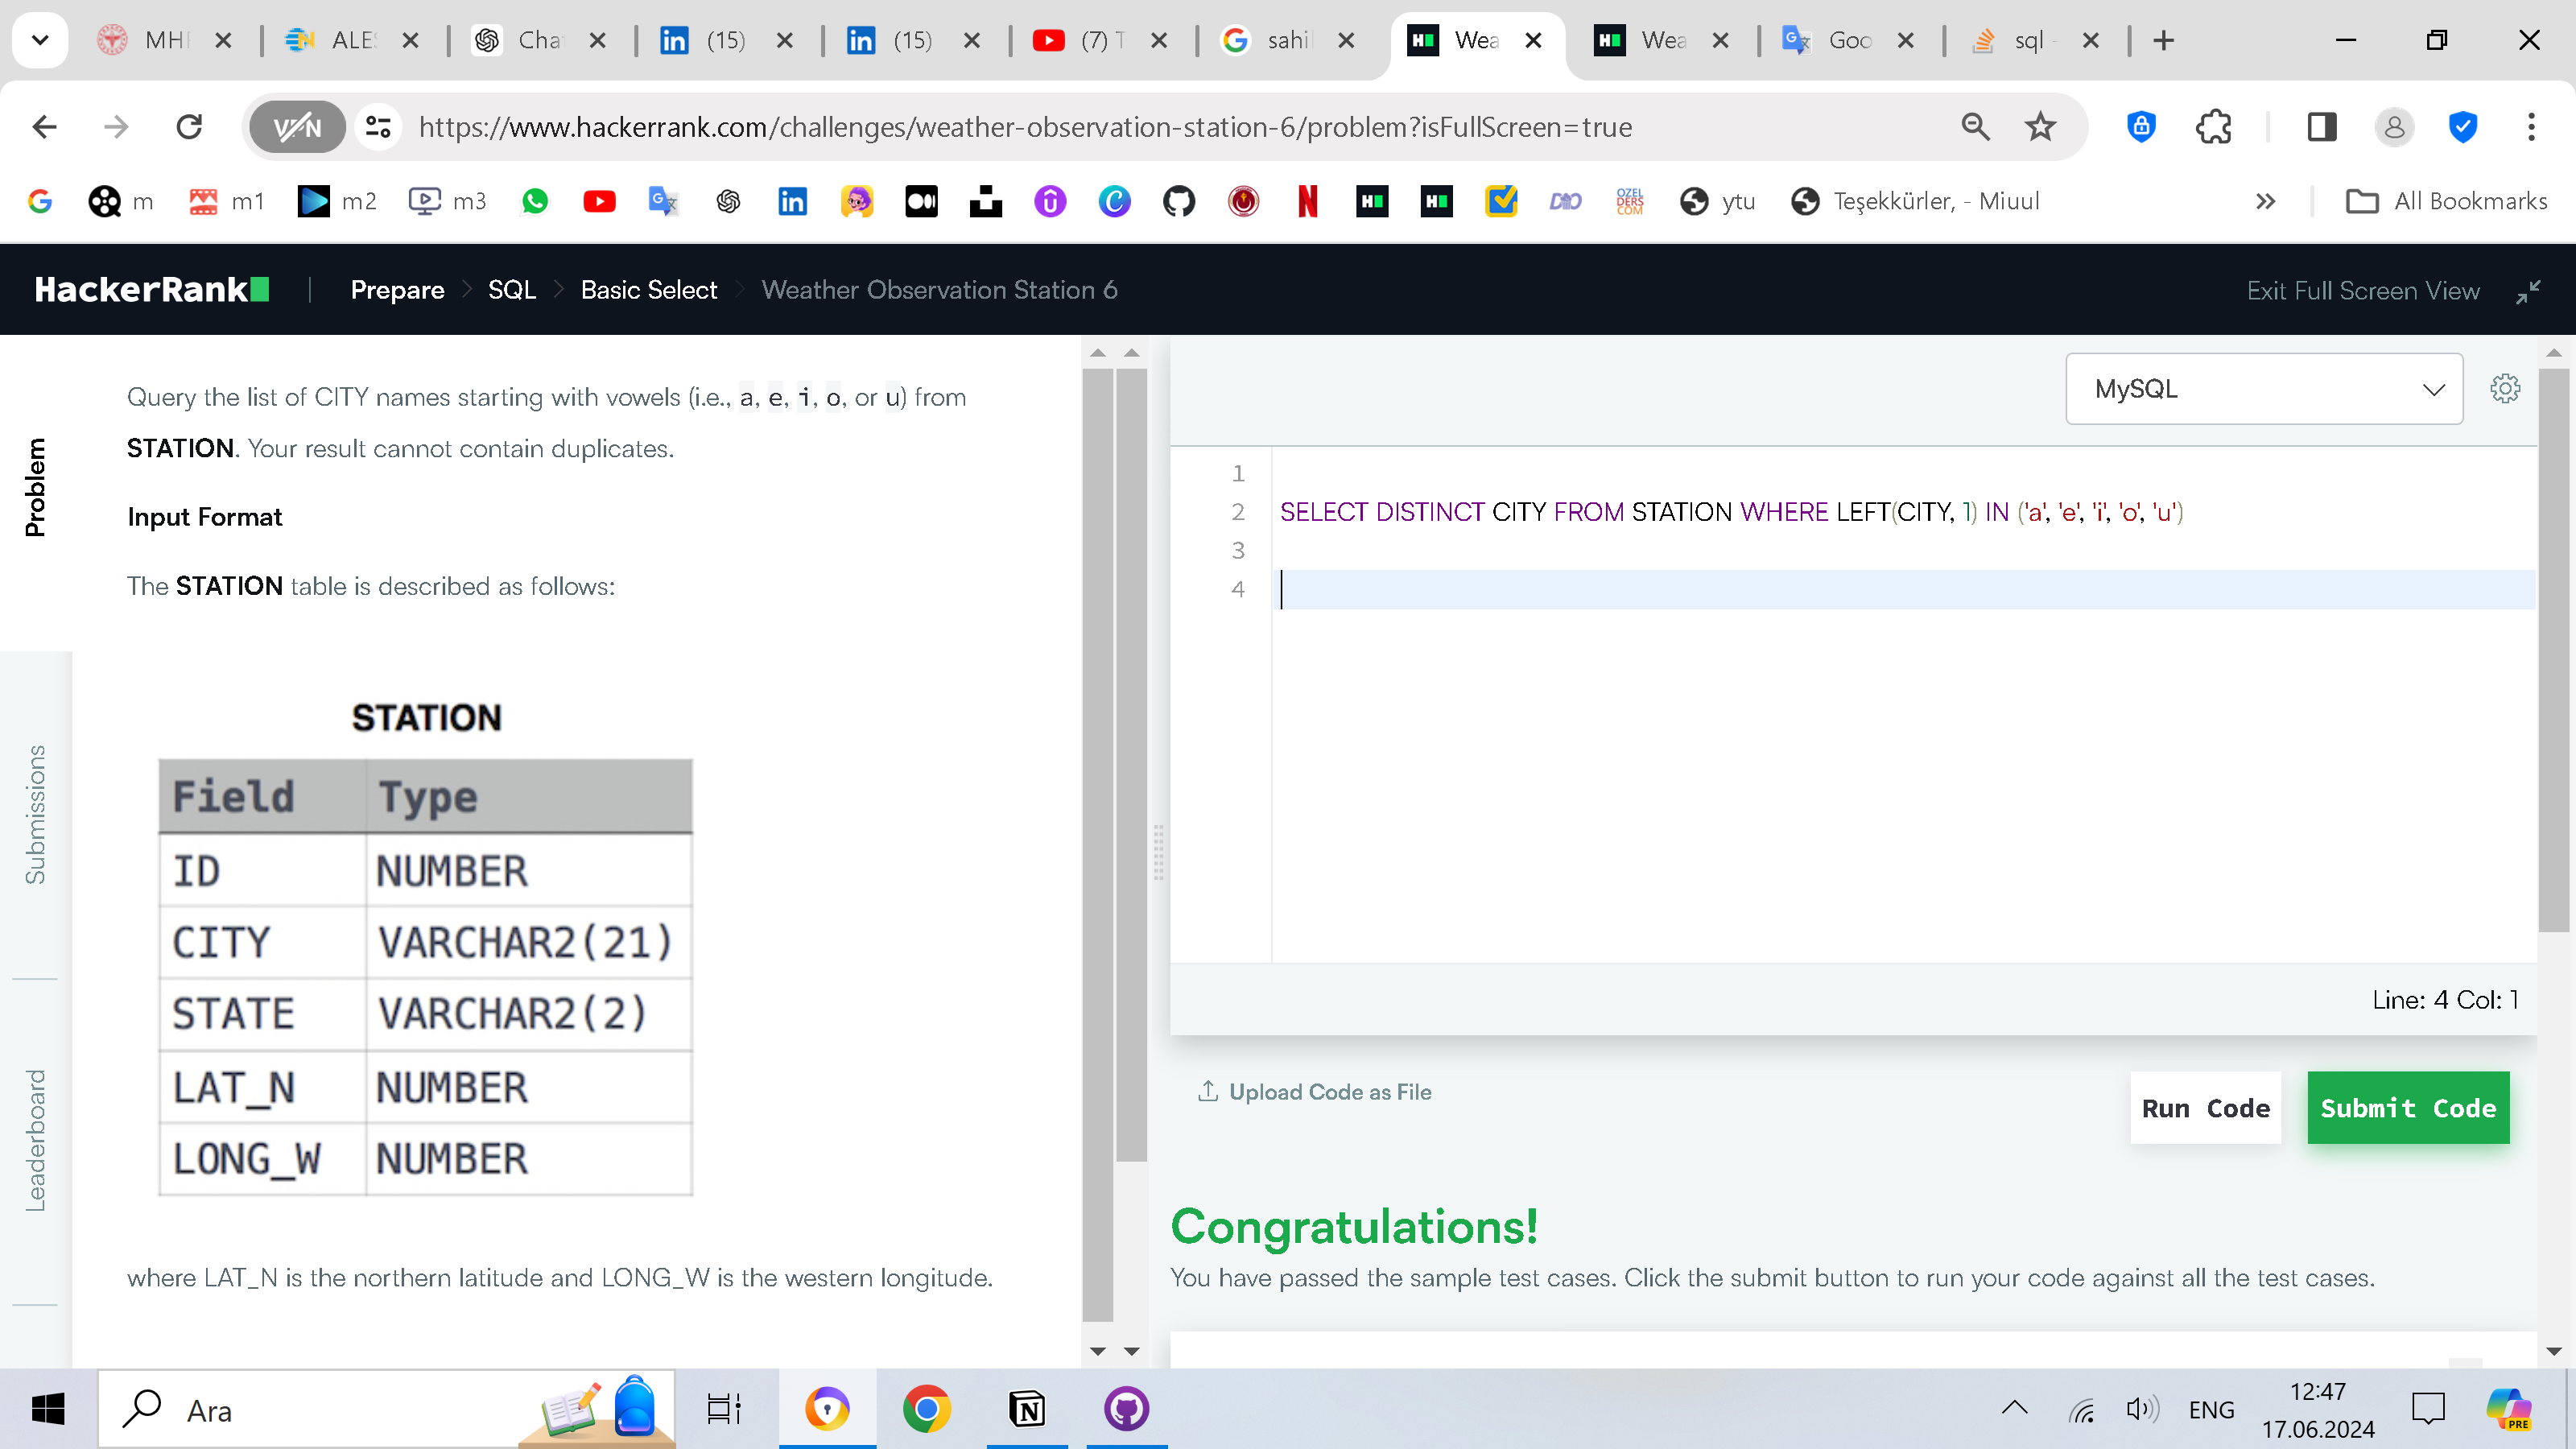 MH
ALES
Cha
(15)
(15)
(7) T
sahi
Wea
Wea
Goo
sql -
VPN
https://www.hackerrank.com/challenges/weather-observation-station-6/problem?isFullScreen=true
m
m1
m2
m3
OZEL
DERS
COM
ytu
Teşekkürler, - Miuul
All Bookmarks
HackerRank
Prepare
SQL
Basic Select
Weather Observation Station 6
Exit Full Screen View
Problem
Submissions
Leaderboard
Query the list of CITY names starting with vowels (i.e., a, e, i, o, or u) from
STATION. Your result cannot contain duplicates.
Input Format
The STATION table is described as follows:
STATION
Field Type
ID NUMBER
CITY VARCHAR2(21)
STATE VARCHAR2(2)
LAT_N NUMBER
LONG_W NUMBER
where LAT_N is the northern latitude and LONG_W is the western longitude.
MySQL
1
2 SELECT DISTINCT CITY FROM STATION WHERE LEFT(CITY, 1) IN ('a', 'e', 'i', 'o', 'u')
3
4
Line: 4 Col: 1
Upload Code as File
Run Code
Submit Code
Congratulations!
You have passed the sample test cases. Click the submit button to run your code against all the test cases.
Ara
ENG
12:47
17.06.2024
PRE